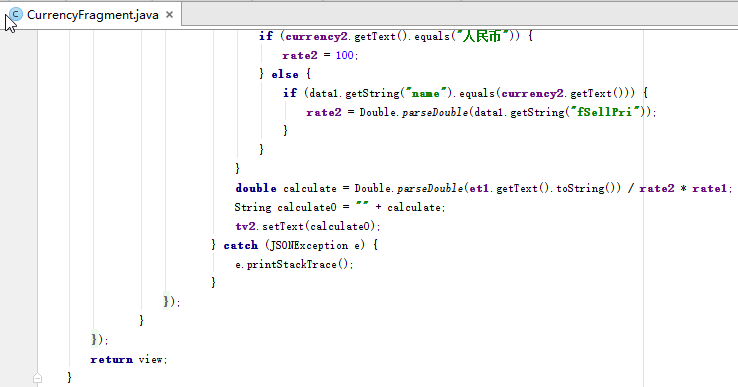 CurrencyFragment.java
if (currency2.getText().equals("人民币")) {
rate2 = 100;
} else {
if (data1.getString("name").equals(currency2.getText())) {
rate2 = Double.parseDouble(data1.getString("fSellPri"));
}
}
}
double calculate = Double.parseDouble(et1.getText().toString()) / rate2 * rate1;
String calculate0 = "" + calculate;
tv2.setText(calculate0);
} catch (JSONException e) {
e.printStackTrace();
}
});
}
});
return view;
}